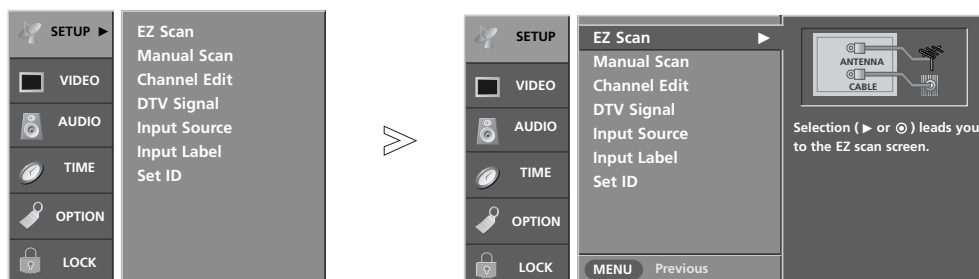 SETUP ►
VIDEO
AUDIO
TIME
OPTION
LOCK
EZ Scan
Manual Scan
Channel Edit
DTV Signal
Input Source
Input Label
Set ID
SETUP
VIDEO
AUDIO
TIME
OPTION
LOCK
EZ Scan ►
Manual Scan
Channel Edit
DTV Signal
Input Source
Input Label
Set ID
MENU Previous
ANTENNA
CABLE
Selection ( ► or ⊙ ) leads you
to the EZ scan screen.